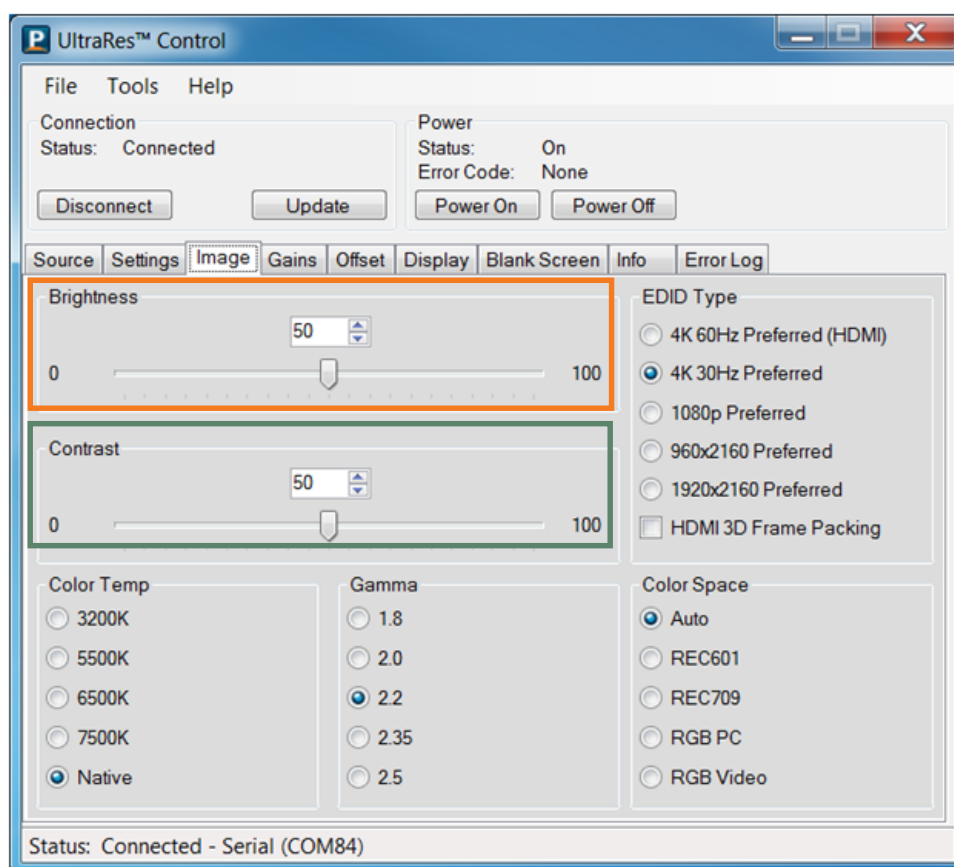 P UltraRes™ Control
File Tools Help
Connection
Status: Connected
Disconnect Update
Power
Status: On
Error Code: None
Power On Power Off
Source Settings Image Gains Offset Display Blank Screen Info Error Log
Brightness
50
0 100
Contrast
50
0 100
EDID Type
4K 60Hz Preferred (HDMI)
4K 30Hz Preferred
1080p Preferred
960x2160 Preferred
1920x2160 Preferred
HDMI 3D Frame Packing
Color Temp
3200K
5500K
6500K
7500K
Native
Gamma
1.8
2.0
2.2
2.35
2.5
Color Space
Auto
REC601
REC709
RGB PC
RGB Video
Status: Connected - Serial (COM84)